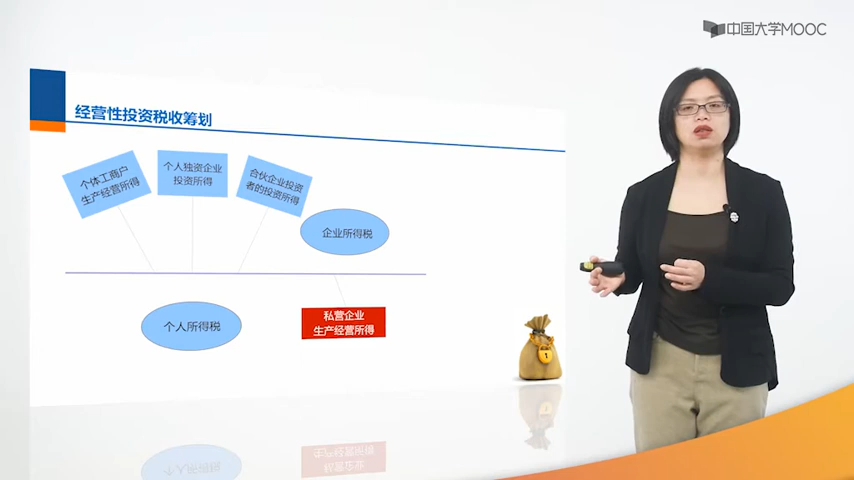 中国大学MOOC
经营性投资税收筹划
个体工商户
生产经营所得
个人独资企业
投资所得
合伙企业投资
者的投资所得
企业所得税
个人所得税
私营企业
生产经营所得